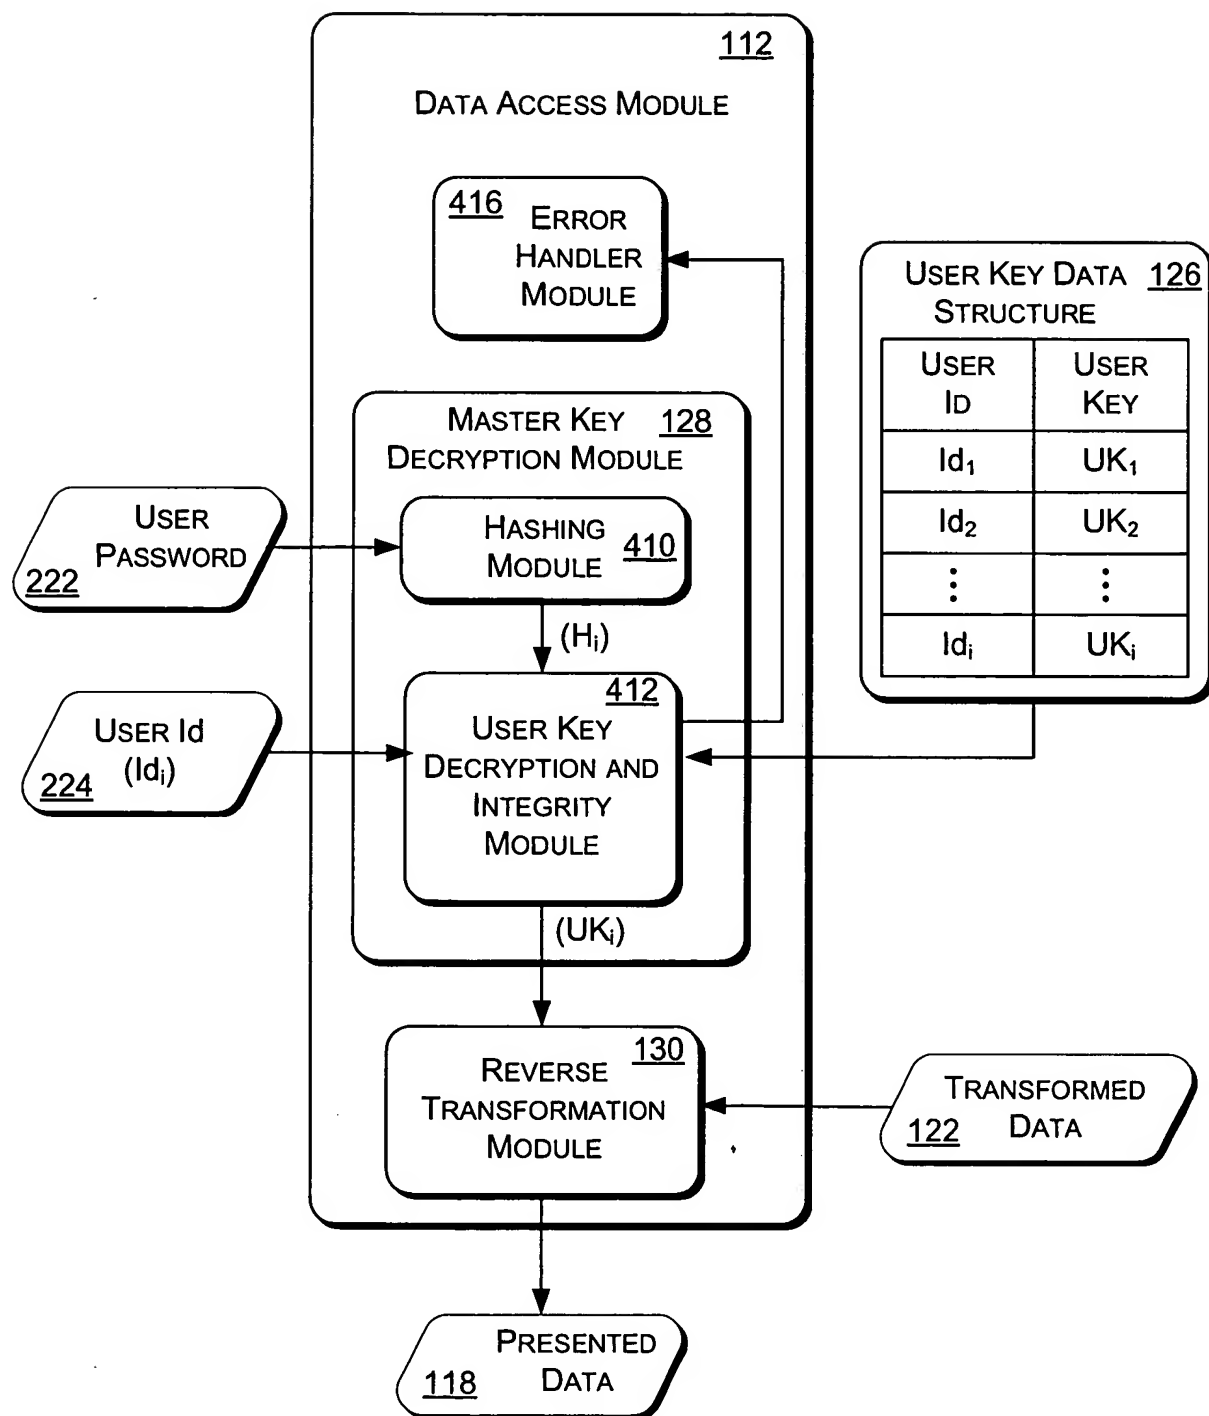 112
DATA ACCESS MODULE
416
ERROR
HANDLER
MODULE
USER KEY DATA 126
STRUCTURE
USER
ID
USER
KEY
Id1 UK1
Id2 UK2
⋮ ⋮
Idi UKi
MASTER KEY 128
DECRYPTION MODULE
USER
PASSWORD
222
HASHING
MODULE
410
(Hi)
412
USER KEY
DECRYPTION AND
INTEGRITY
MODULE
USER Id
(Idi)
224
(UKi)
130
REVERSE
TRANSFORMATION
MODULE
TRANSFORMED
DATA
122
PRESENTED
DATA
118